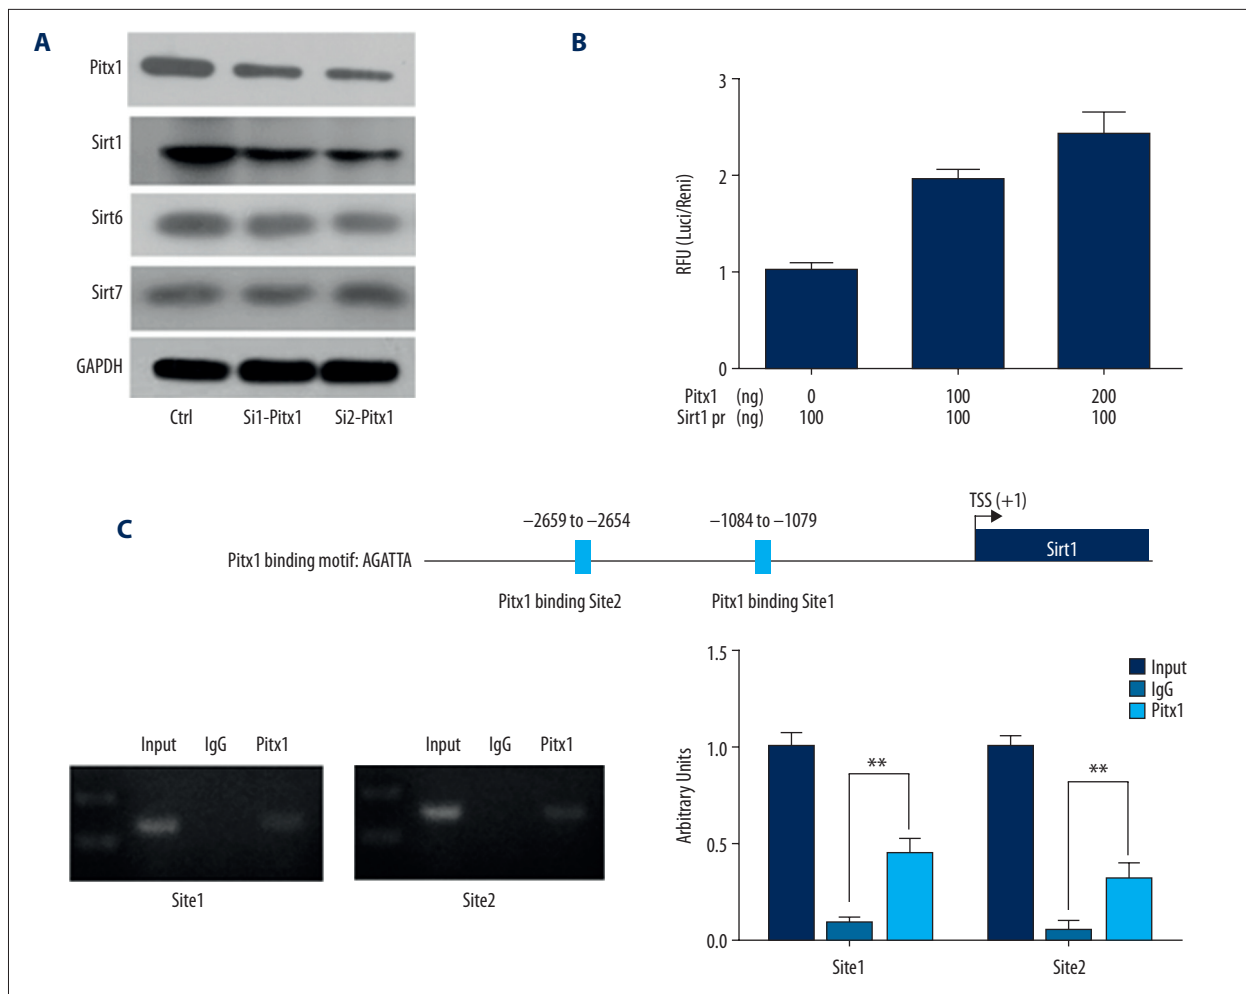 A
Pitx1
Sirt1
Sirt6
Sirt7
GAPDH
Ctrl Si1-Pitx1 Si2-Pitx1
B
RFU (Luci/Reni)
3
2
1
0
Pitx1 (ng) 0 100 200
Sirt1 pr (ng) 100 100 100
C
TSS (+1)
−2659 to −2654 −1084 to −1079
Pitx1 binding motif: AGATTA
Sirt1
Pitx1 binding Site2 Pitx1 binding Site1
Input IgG Pitx1
Site1
Input IgG Pitx1
Site2
Arbitrary Units
1.5
1.0
0.5
0.0
Input
IgG
Pitx1
** **
Site1 Site2